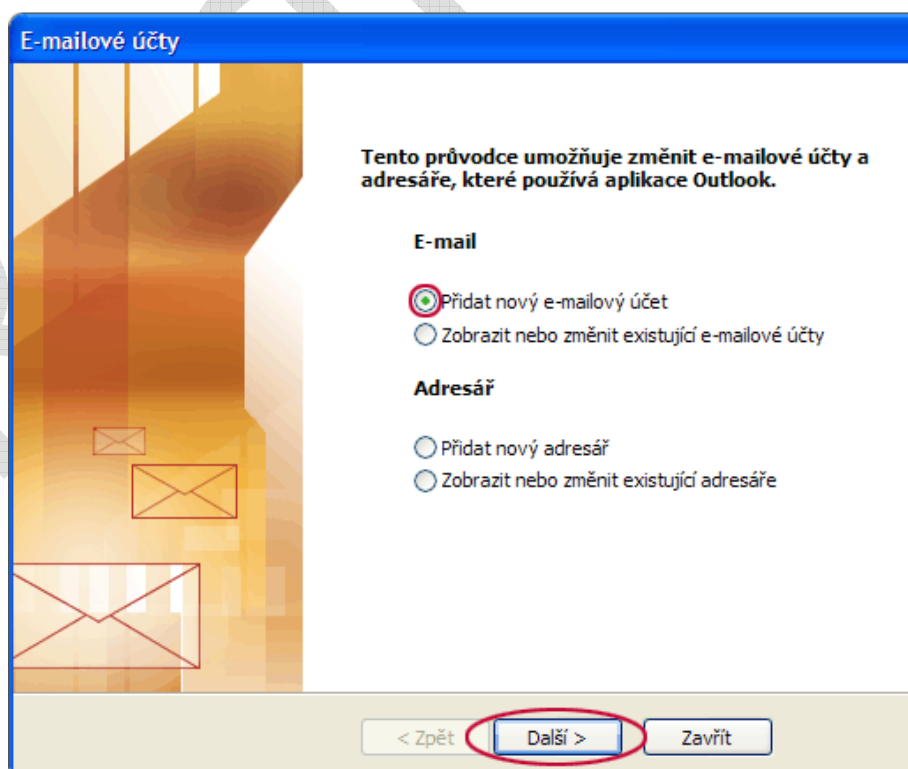 E-mailové účty
Tento průvodce umožňuje změnit e-mailové účty a
adresáře, které používá aplikace Outlook.
E-mail
Přidat nový e-mailový účet
Zobrazit nebo změnit existující e-mailové účty
Adresář
Přidat nový adresář
Zobrazit nebo změnit existující adresáře
< Zpět Další > Zavřít